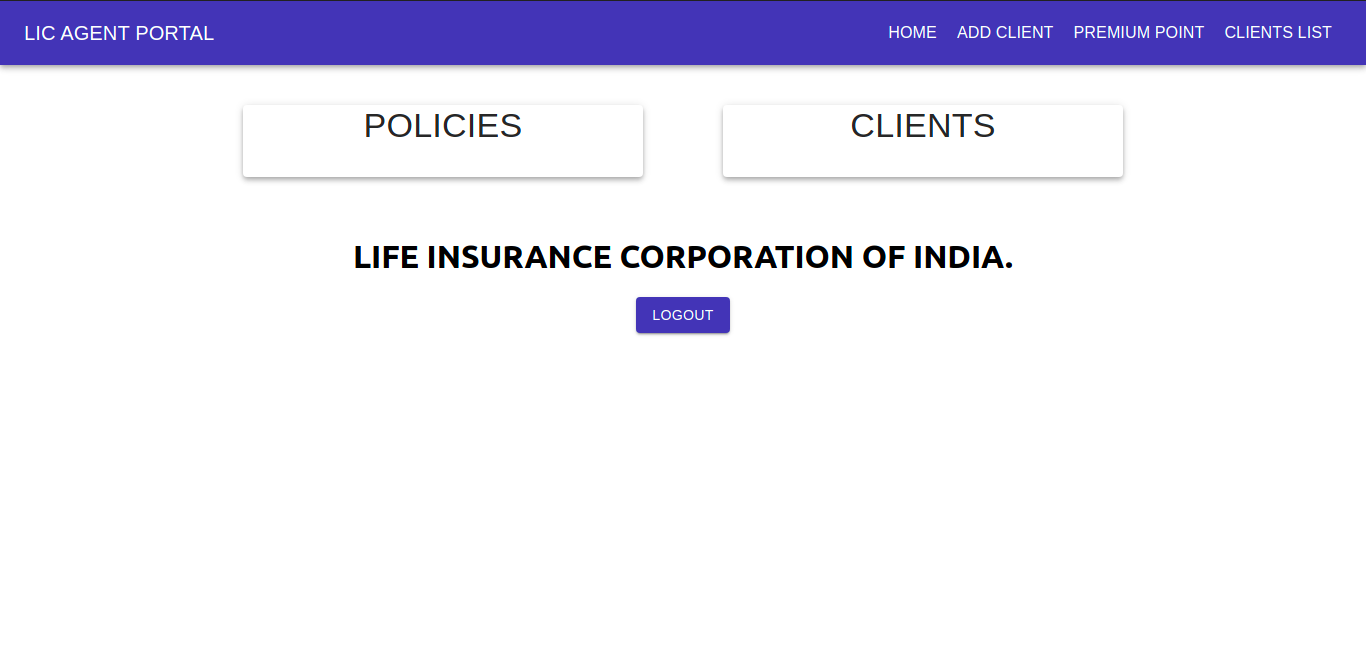 LIC AGENT PORTAL HOME ADD CLIENT PREMIUM POINT CLIENTS LIST
POLICIES CLIENTS
LIFE INSURANCE CORPORATION OF INDIA.
LOGOUT